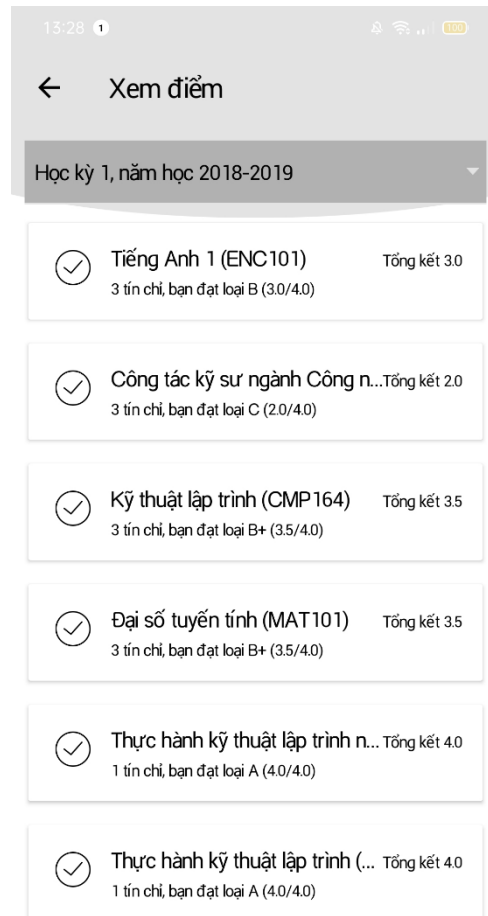 13:28 1 100
Xem điểm
Học kỳ 1, năm học 2018-2019
Tiếng Anh 1 (ENC101) Tổng kết 3.0
3 tín chỉ, bạn đạt loại B (3.0/4.0)
Công tác kỹ sư ngành Công n... Tổng kết 2.0
3 tín chỉ, bạn đạt loại C (2.0/4.0)
Kỹ thuật lập trình (CMP164) Tổng kết 3.5
3 tín chỉ, bạn đạt loại B+ (3.5/4.0)
Đại số tuyến tính (MAT101) Tổng kết 3.5
3 tín chỉ, bạn đạt loại B+ (3.5/4.0)
Thực hành kỹ thuật lập trình n... Tổng kết 4.0
1 tín chỉ, bạn đạt loại A (4.0/4.0)
Thực hành kỹ thuật lập trình (... Tổng kết 4.0
1 tín chỉ, bạn đạt loại A (4.0/4.0)